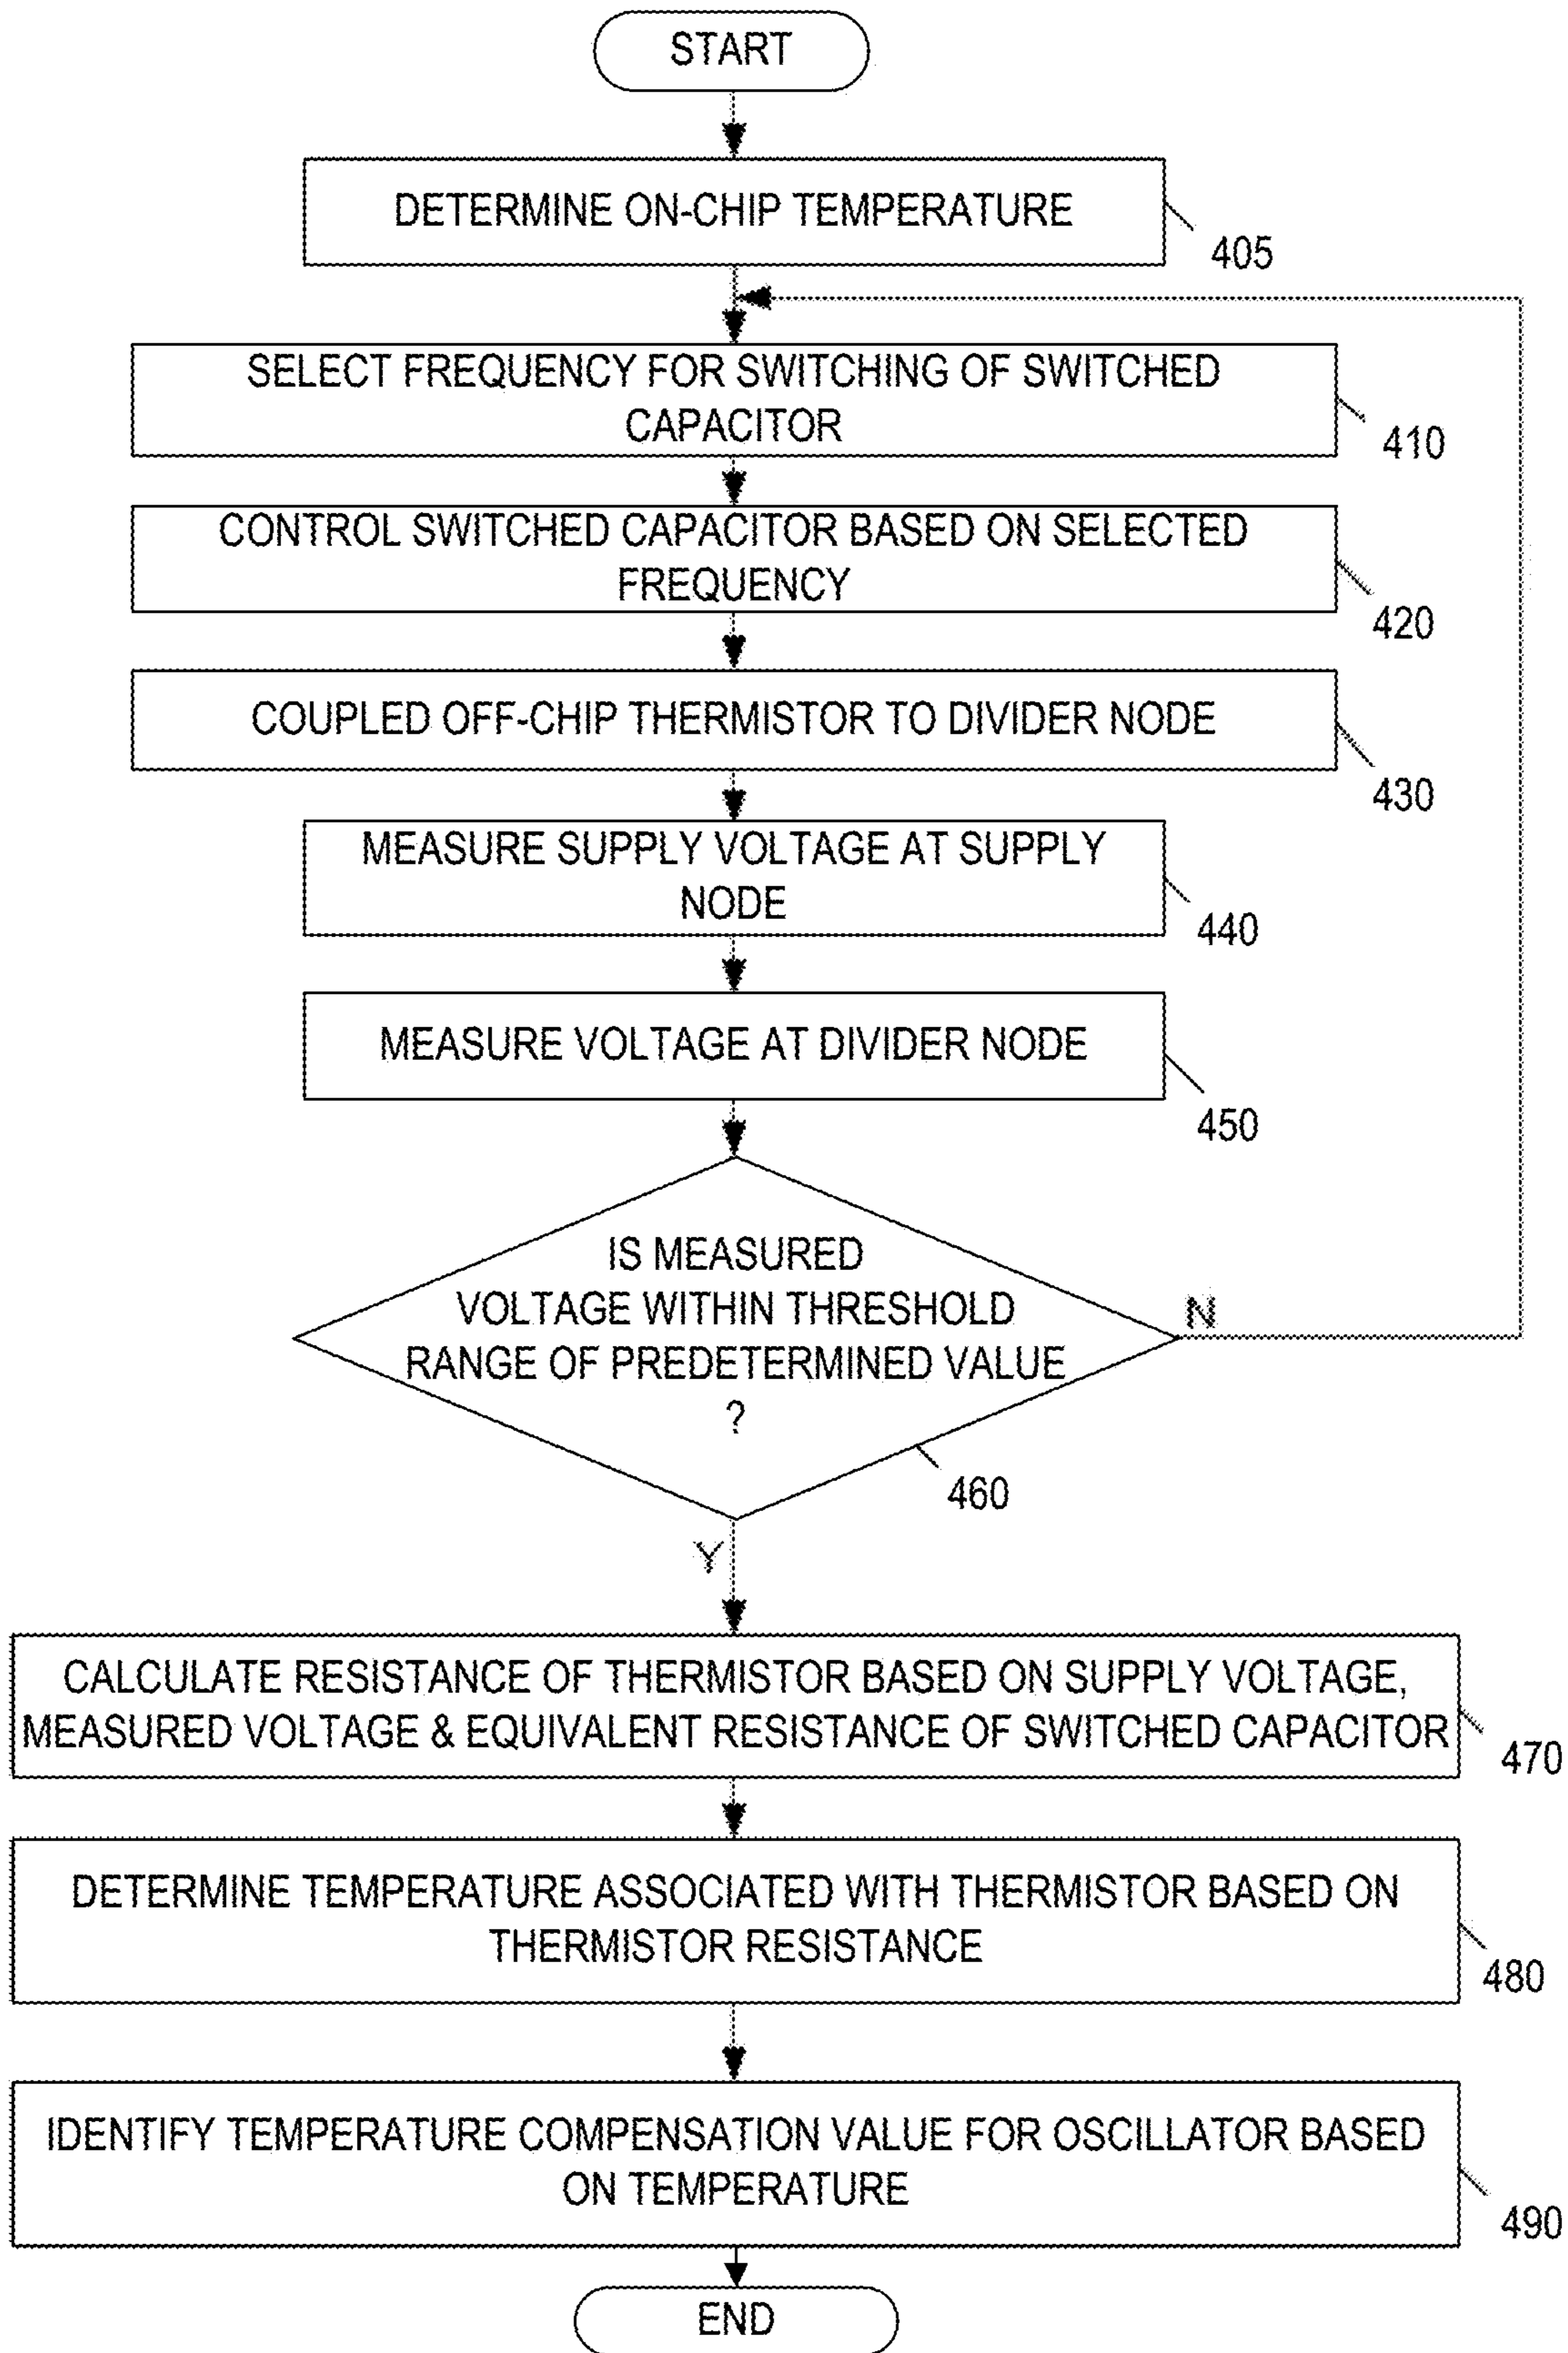 START
DETERMINE ON-CHIP TEMPERATURE
405
SELECT FREQUENCY FOR SWITCHING OF SWITCHED
CAPACITOR
410
CONTROL SWITCHED CAPACITOR BASED ON SELECTED
FREQUENCY
420
COUPLED OFF-CHIP THERMISTOR TO DIVIDER NODE
430
MEASURE SUPPLY VOLTAGE AT SUPPLY
NODE
440
MEASURE VOLTAGE AT DIVIDER NODE
450
IS MEASURED
VOLTAGE WITHIN THRESHOLD
RANGE OF PREDETERMINED VALUE
?
N
460
Y
CALCULATE RESISTANCE OF THERMISTOR BASED ON SUPPLY VOLTAGE,
MEASURED VOLTAGE & EQUIVALENT RESISTANCE OF SWITCHED CAPACITOR
470
DETERMINE TEMPERATURE ASSOCIATED WITH THERMISTOR BASED ON
THERMISTOR RESISTANCE
480
IDENTIFY TEMPERATURE COMPENSATION VALUE FOR OSCILLATOR BASED
ON TEMPERATURE
490
END